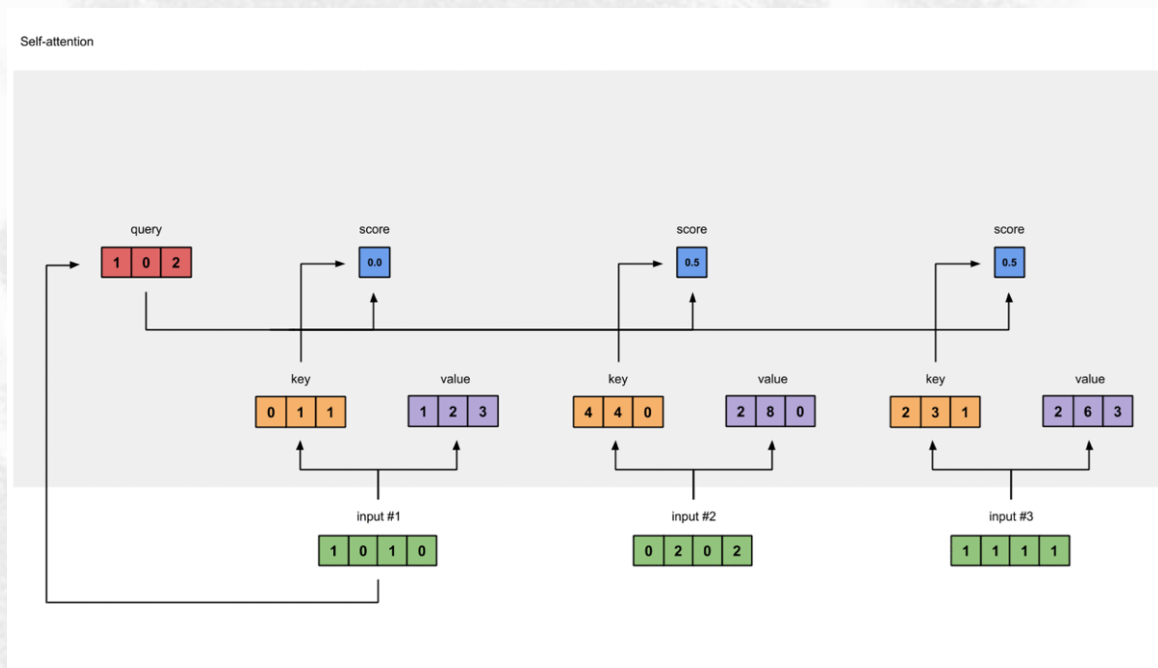 Self-attention
query score score score
1 0 2 0.0 0.5 0.5
key value key value key value
0 1 1 1 2 3 4 4 0 2 8 0 2 3 1 2 6 3
input #1 input #2 input #3
1 0 1 0 0 2 0 2 1 1 1 1